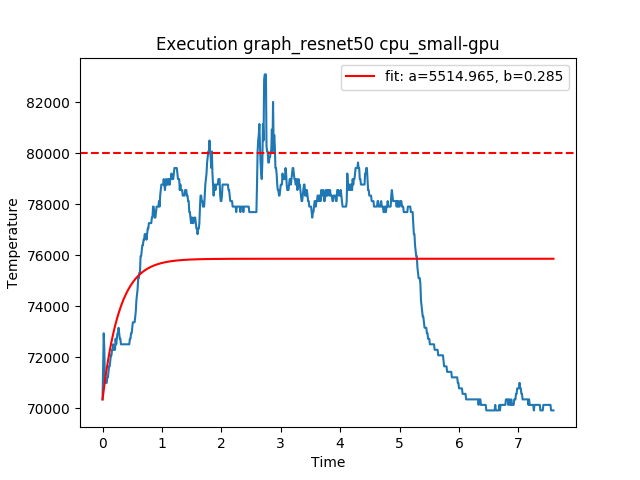 Execution graph_resnet50 cpu_small-gpu
fit: a=5514.965, b=0.285
82000
80000
78000
76000
74000
72000
70000
Temperature
0 1 2 3 4 5 6 7
Time